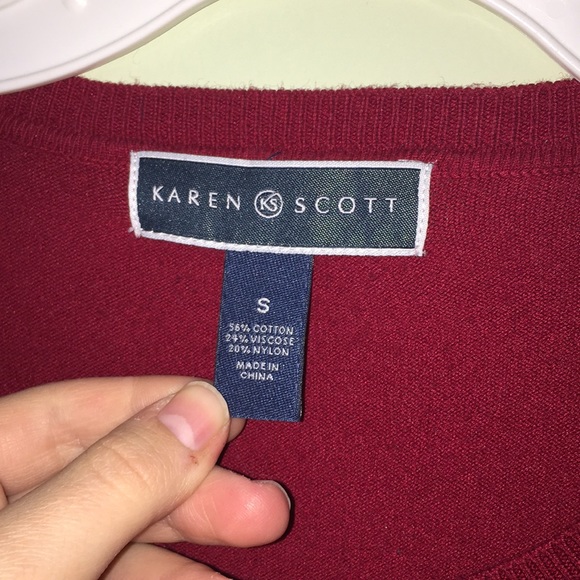 KAREN KS SCOTT
S
56% COTTON
24% VISCOSE
20% NYLON
MADE IN
CHINA